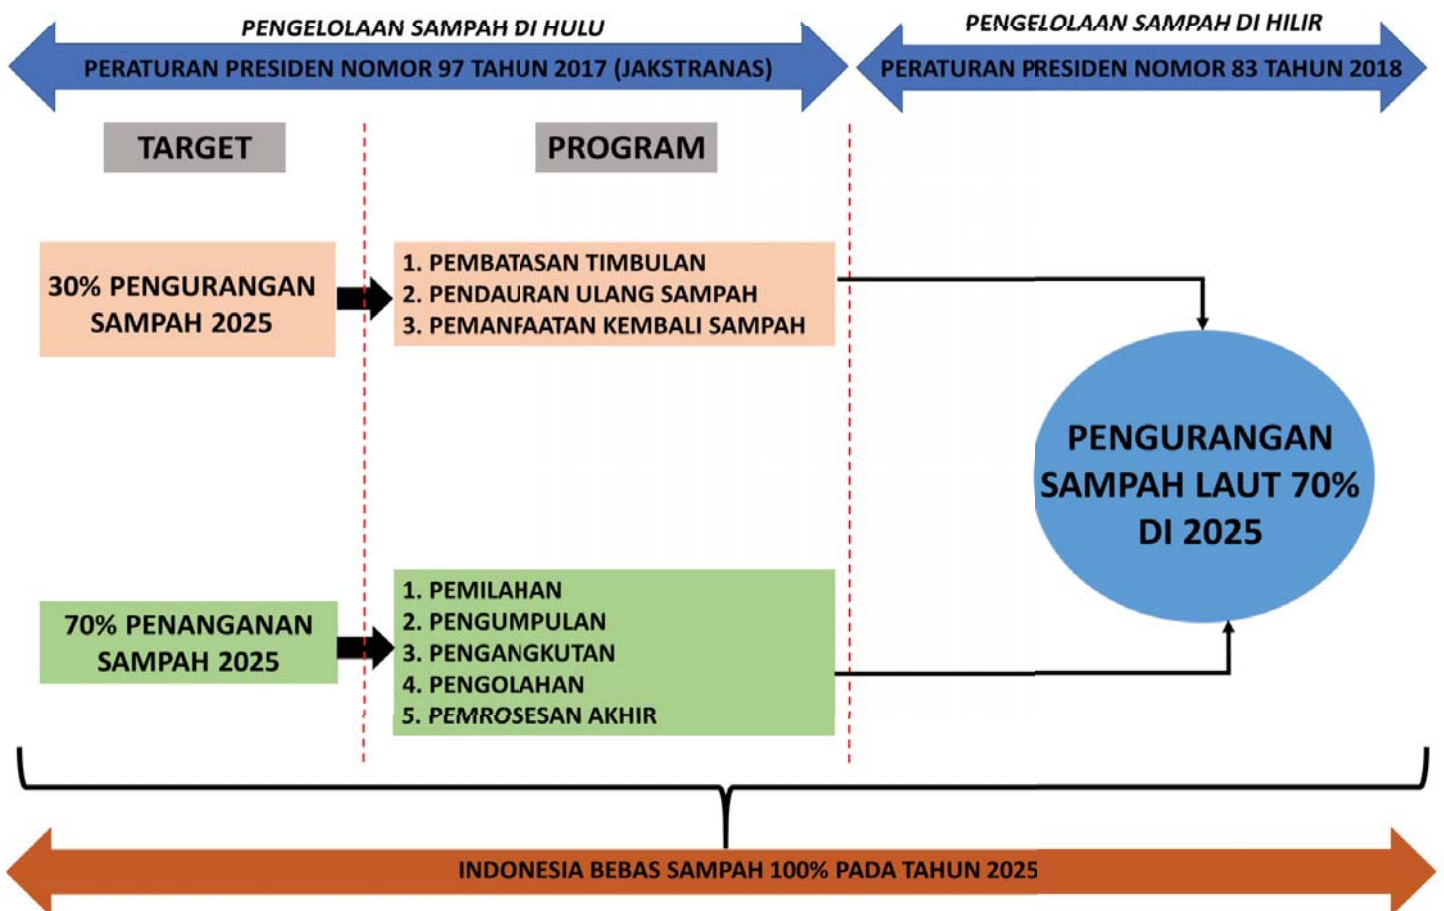 PENGELOLAAN SAMPAH DI HULU
PENGELOLAAN SAMPAH DI HILIR
PERATURAN PRESIDEN NOMOR 97 TAHUN 2017 (JAKSTRANAS)
PERATURAN PRESIDEN NOMOR 83 TAHUN 2018
TARGET
PROGRAM
30% PENGURANGAN
SAMPAH 2025
1. PEMBATASAN TIMBULAN
2. PENDAURAN ULANG SAMPAH
3. PEMANFAATAN KEMBALI SAMPAH
PENGURANGAN
SAMPAH LAUT 70%
DI 2025
70% PENANGANAN
SAMPAH 2025
1. PEMILAHAN
2. PENGUMPULAN
3. PENGANGKUTAN
4. PENGOLAHAN
5. PEMROSESAN AKHIR
INDONESIA BEBAS SAMPAH 100% PADA TAHUN 2025